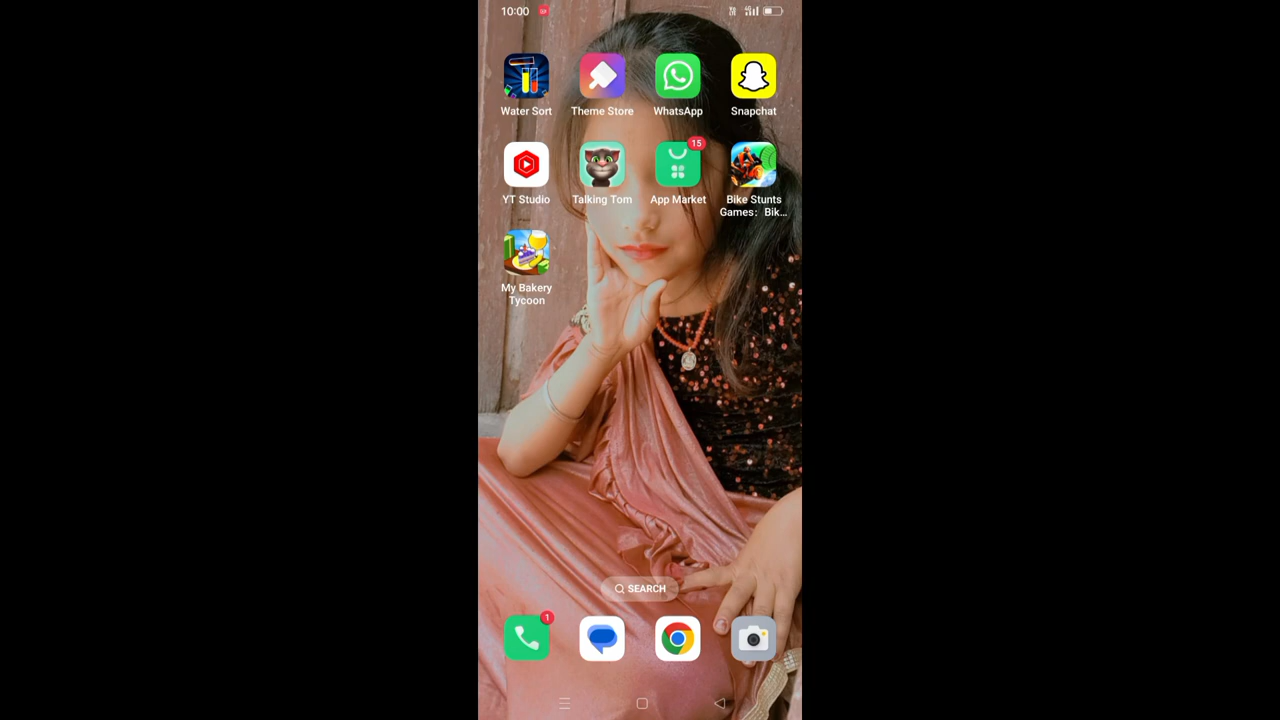 10:00
Water Sort
Theme Store
WhatsApp
Snapchat
YT Studio
Talking Tom
15
App Market
Bike Stunts
Games: Bik...
My Bakery
Tycoon
SEARCH
1